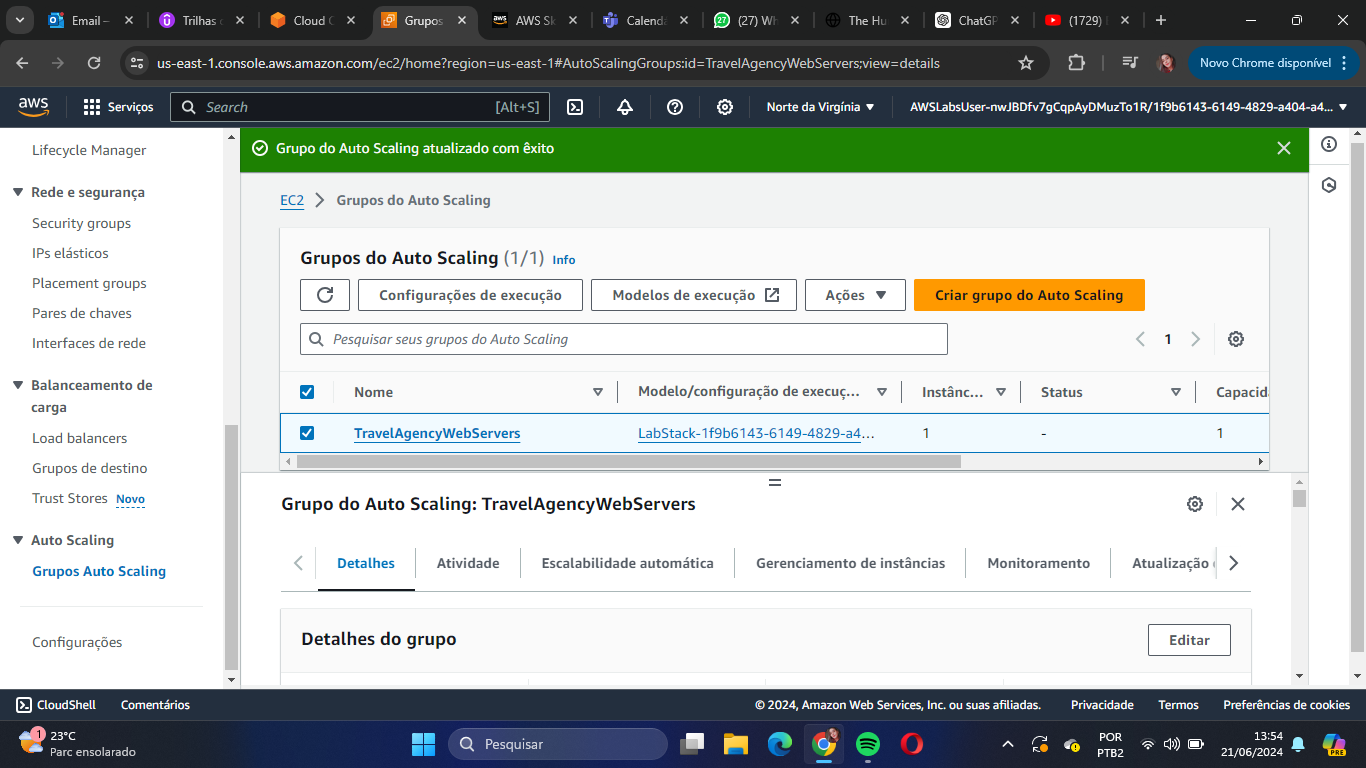 Email –
Trilhas d
Cloud C
Grupos
AWS Sk
Calenda
(27) Wh
The Hu
ChatGP
(1729) I
us-east-1.console.aws.amazon.com/ec2/home?region=us-east-1#AutoScalingGroups:id=TravelAgencyWebServers;view=details
Novo Chrome disponível
aws
Serviços
Search
[Alt+S]
Norte da Virgínia
AWSLabsUser-nwJBDfv7gCqpAyDMuzTo1R/1f9b6143-6149-4829-a404-a4...
Lifecycle Manager
Rede e segurança
Security groups
IPs elásticos
Placement groups
Pares de chaves
Interfaces de rede
Balanceamento de
carga
Load balancers
Grupos de destino
Trust Stores Novo
Auto Scaling
Grupos Auto Scaling
Configurações
Grupo do Auto Scaling atualizado com êxito
EC2
Grupos do Auto Scaling
Grupos do Auto Scaling (1/1) Info
Configurações de execução
Modelos de execução
Ações
Criar grupo do Auto Scaling
Pesquisar seus grupos do Auto Scaling
1
Nome
Modelo/configuração de execuç...
Instânc...
Status
Capacida
TravelAgencyWebServers
LabStack-1f9b6143-6149-4829-a4...
1
-
1
Grupo do Auto Scaling: TravelAgencyWebServers
Detalhes
Atividade
Escalabilidade automática
Gerenciamento de instâncias
Monitoramento
Atualização
Detalhes do grupo
Editar
CloudShell
Comentários
© 2024, Amazon Web Services, Inc. ou suas afiliadas.
Privacidade
Termos
Preferências de cookies
1
23°C
Parc ensolarado
Pesquisar
PRE
POR
PTB2
13:54
21/06/2024